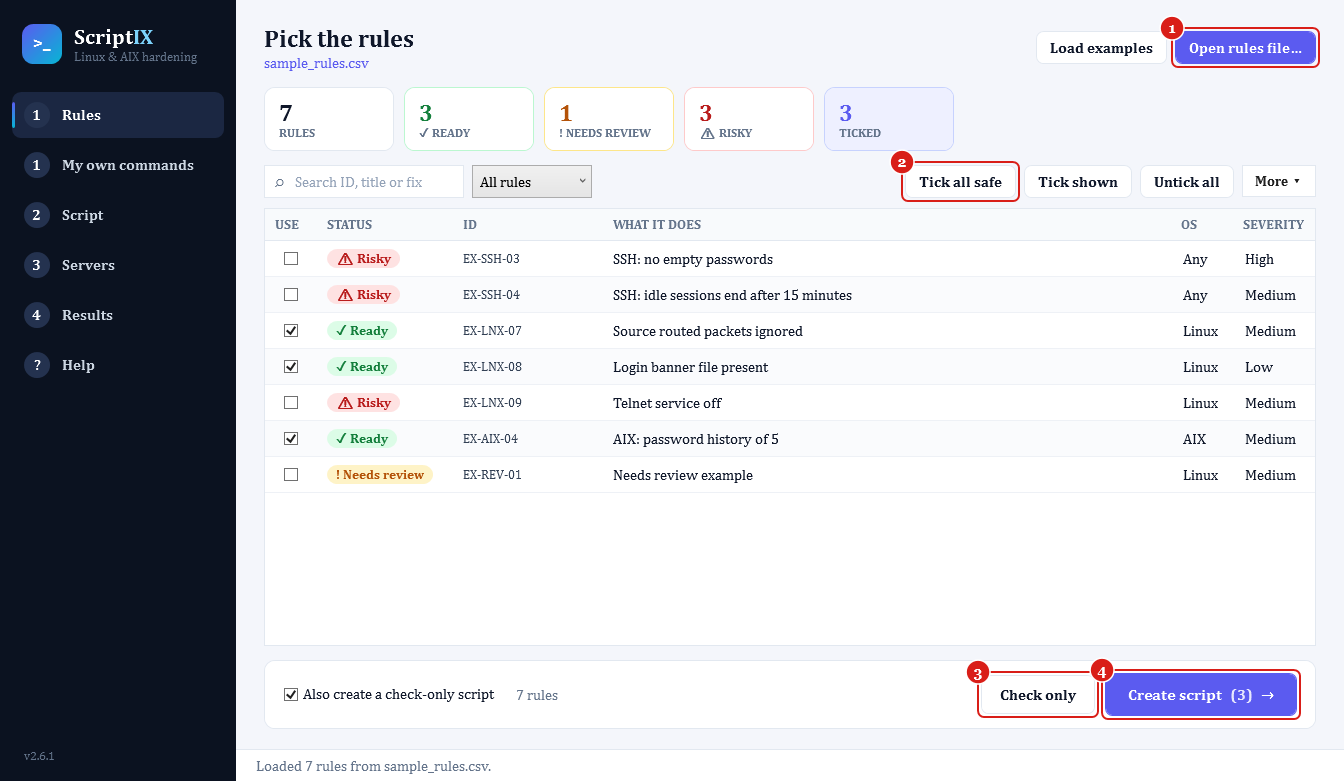 >_
ScriptIX
Linux & AIX hardening
1 Rules
1 My own commands
2 Script
3 Servers
4 Results
? Help
v2.6.1
Pick the rules
sample_rules.csv
Load examples
1
Open rules file...
7
RULES
3
✓ READY
1
! NEEDS REVIEW
3
⚠ RISKY
3
TICKED
Search ID, title or fix
All rules
2
Tick all safe
Tick shown
Untick all
More ▾
USE STATUS ID WHAT IT DOES OS SEVERITY
⚠ Risky EX-SSH-03 SSH: no empty passwords Any High
⚠ Risky EX-SSH-04 SSH: idle sessions end after 15 minutes Any Medium
✓ Ready EX-LNX-07 Source routed packets ignored Linux Medium
✓ Ready EX-LNX-08 Login banner file present Linux Low
⚠ Risky EX-LNX-09 Telnet service off Linux Medium
✓ Ready EX-AIX-04 AIX: password history of 5 AIX Medium
! Needs review EX-REV-01 Needs review example Linux Medium
Also create a check-only script 7 rules
3
Check only
4
Create script (3) →
Loaded 7 rules from sample_rules.csv.